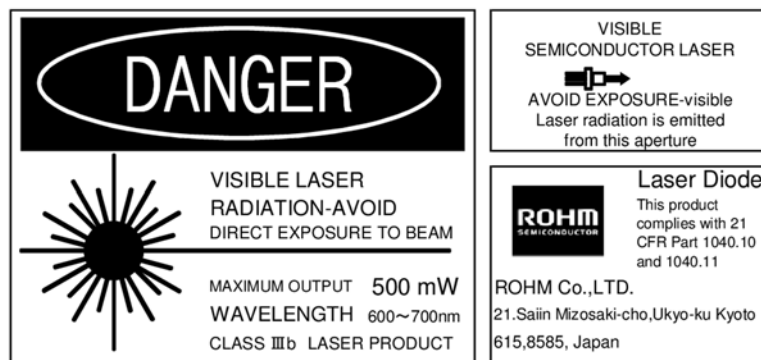 DANGER
VISIBLE LASER
RADIATION-AVOID
DIRECT EXPOSURE TO BEAM
MAXIMUM OUTPUT 500 mW
WAVELENGTH 600~700nm
CLASS Ⅲb LASER PRODUCT
VISIBLE
SEMICONDUCTOR LASER
AVOID EXPOSURE-visible
Laser radiation is emitted
from this aperture
ROHM
SEMICONDUCTOR
Laser Diode
This product
complies with 21
CFR Part 1040.10
and 1040.11
ROHM Co.,LTD.
21.Saiin Mizosaki-cho,Ukyo-ku Kyoto
615,8585, Japan